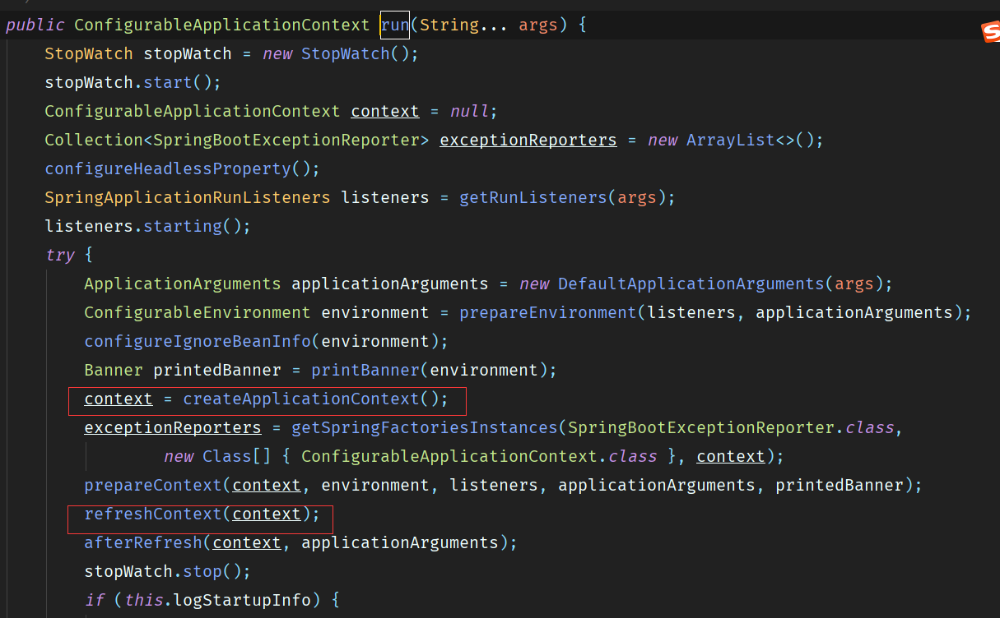 public ConfigurableApplicationContext run(String... args) {
StopWatch stopWatch = new StopWatch();
stopWatch.start();
ConfigurableApplicationContext context = null;
Collection<SpringBootExceptionReporter> exceptionReporters = new ArrayList<>();
configureHeadlessProperty();
SpringApplicationRunListeners listeners = getRunListeners(args);
listeners.starting();
try {
ApplicationArguments applicationArguments = new DefaultApplicationArguments(args);
ConfigurableEnvironment environment = prepareEnvironment(listeners, applicationArguments);
configureIgnoreBeanInfo(environment);
Banner printedBanner = printBanner(environment);
context = createApplicationContext();
exceptionReporters = getSpringFactoriesInstances(SpringBootExceptionReporter.class,
new Class[] { ConfigurableApplicationContext.class }, context);
prepareContext(context, environment, listeners, applicationArguments, printedBanner);
refreshContext(context);
afterRefresh(context, applicationArguments);
stopWatch.stop();
if (this.logStartupInfo) {